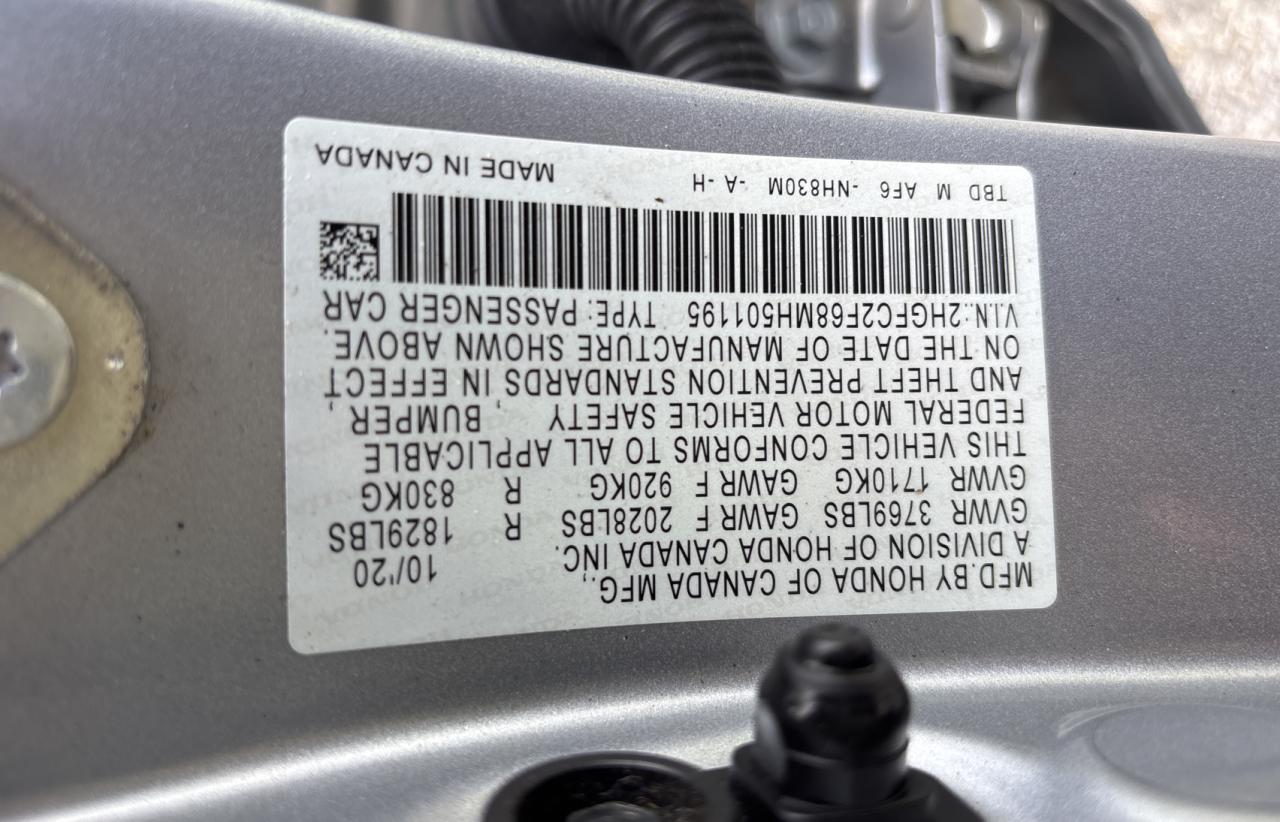 MFD.BY HONDA OF CANADA MFG., 10/'20
A DIVISION OF HONDA CANADA INC.
GVWR 3769LBS GAWR F 2028LBS R 1829LBS
GVWR 1710KG GAWR F 920KG R 830KG
THIS VEHICLE CONFORMS TO ALL APPLICABLE
FEDERAL MOTOR VEHICLE SAFETY , BUMPER ,
AND THEFT PREVENTION STANDARDS IN EFFECT
ON THE DATE OF MANUFACTURE SHOWN ABOVE.
V.I.N.:2HGFC2F68MH501195 TYPE: PASSENGER CAR
TBD M AF6 -NH830M -A -H MADE IN CANADA